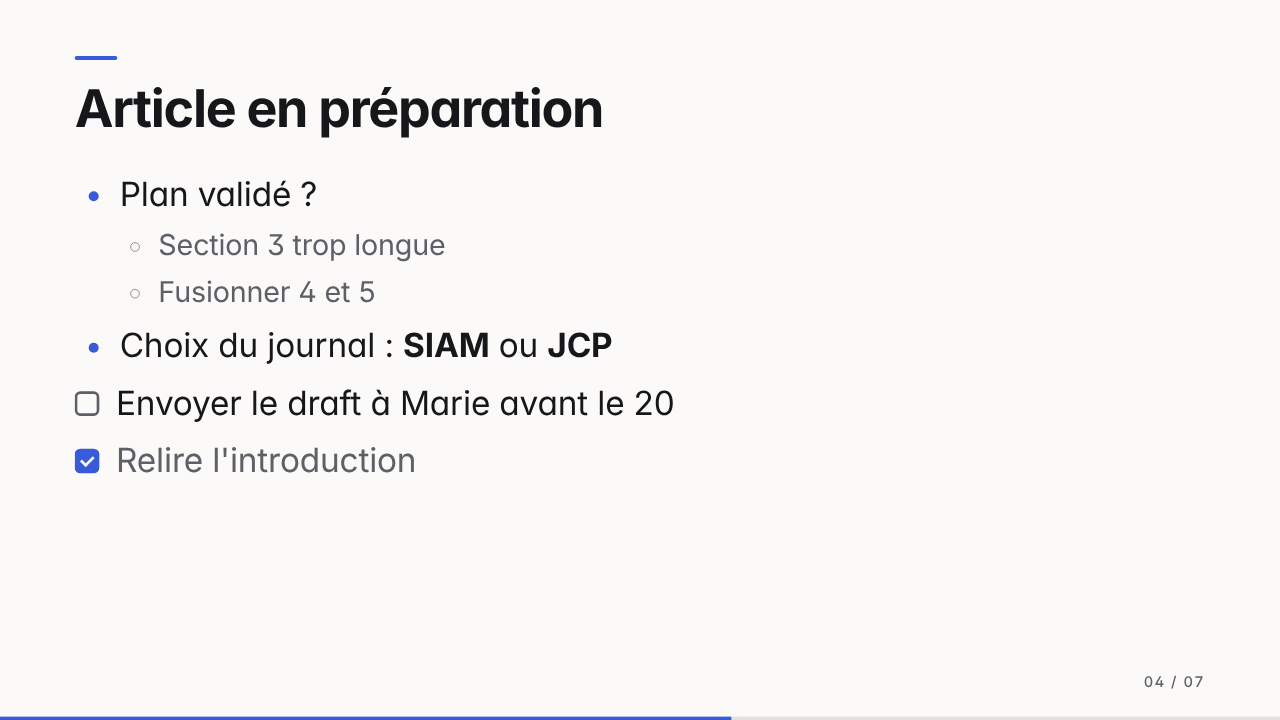 Article en préparation
• Plan validé ?
○ Section 3 trop longue
○ Fusionner 4 et 5
• Choix du journal : SIAM ou JCP
☐ Envoyer le draft à Marie avant le 20
☑ Relire l'introduction
04 / 07